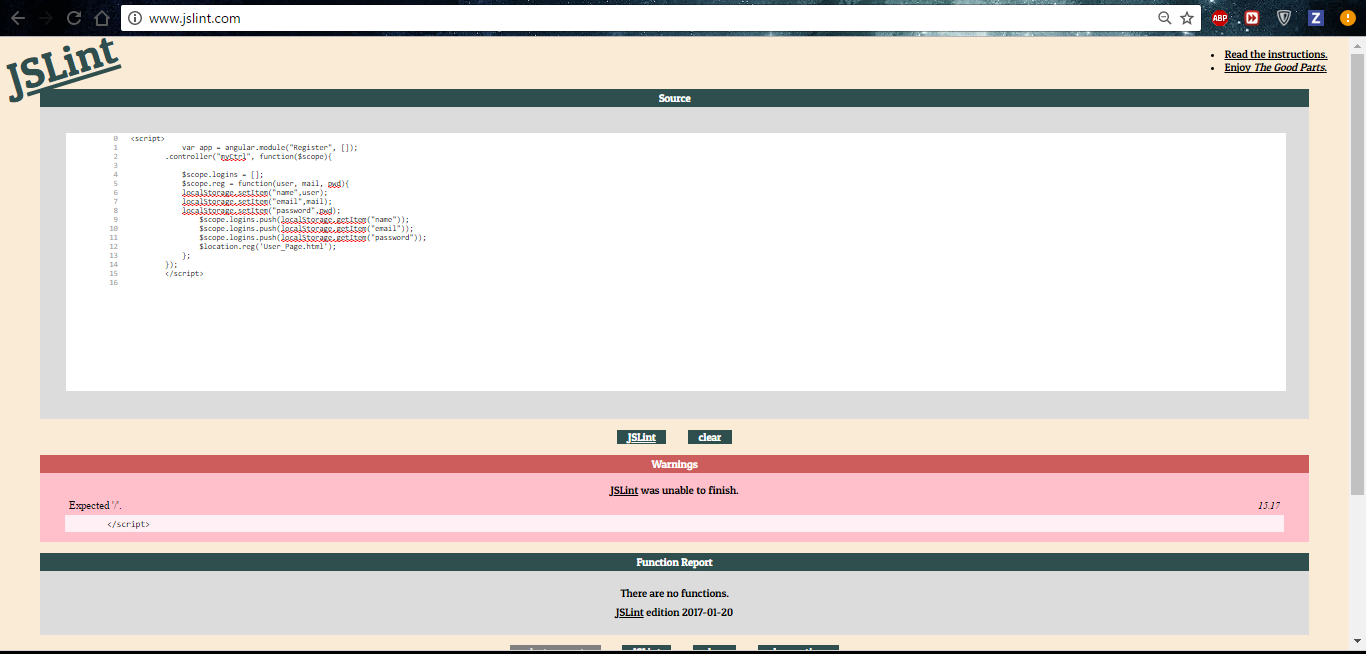 www.jslint.com
ABP
Z
JSLint
Read the instructions.
Enjoy The Good Parts.
Source
0 <script>
1 var app = angular.module("Register", []);
2 .controller("myCtrl", function($scope){
3
4 $scope.logins = [];
5 $scope.reg = function(user, mail, pwd){
6 localStorage.setItem("name",user);
7 localStorage.setItem("email",mail);
8 localStorage.setItem("password",pwd);
9 $scope.logins.push(localStorage.getItem("name"));
10 $scope.logins.push(localStorage.getItem("email"));
11 $scope.logins.push(localStorage.getItem("password"));
12 $location.reg('User_Page.html');
13 };
14 });
15 </script>
16
JSLint clear
Warnings
JSLint was unable to finish.
Expected '/'. 15.17
</script>
Function Report
There are no functions.
JSLint edition 2017-01-20